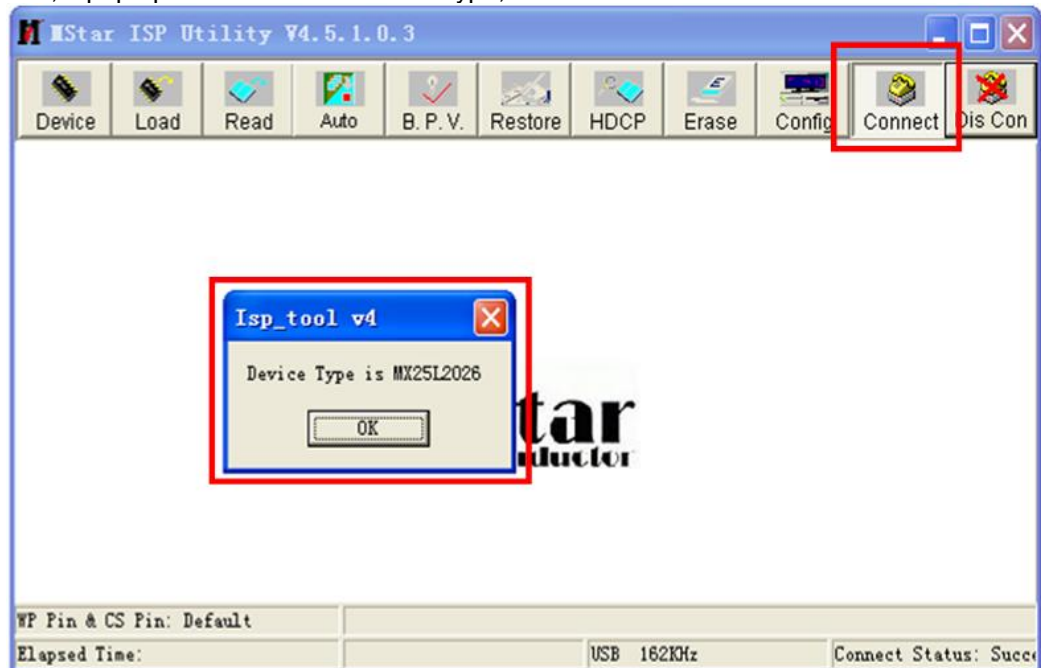 MStar ISP Utility V4.5.1.0.3
Device Load Read Auto B.P.V. Restore HDCP Erase Config Connect Dis Con
Isp_tool v4
Device Type is MX25L2026
OK
tar
ductor
WP Pin & CS Pin: Default
Elapsed Time: USB 162KHz Connect Status: Succe